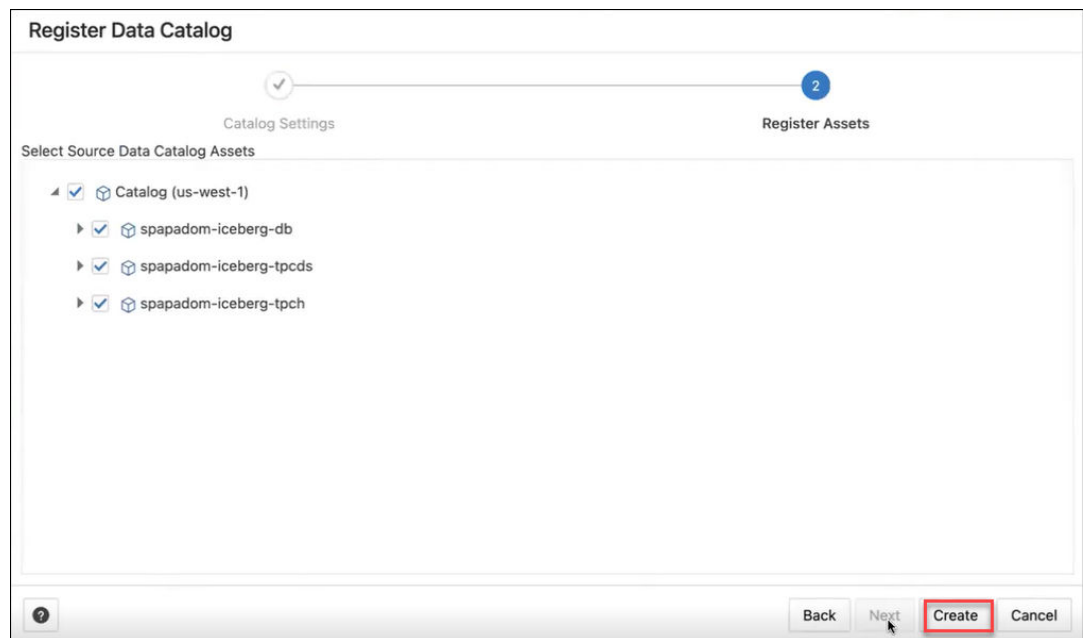 Register Data Catalog
2
Catalog Settings
Register Assets
Select Source Data Catalog Assets
Catalog (us-west-1)
spapadom-iceberg-db
spapadom-iceberg-tpcds
spapadom-iceberg-tpch
? Back Next Create Cancel